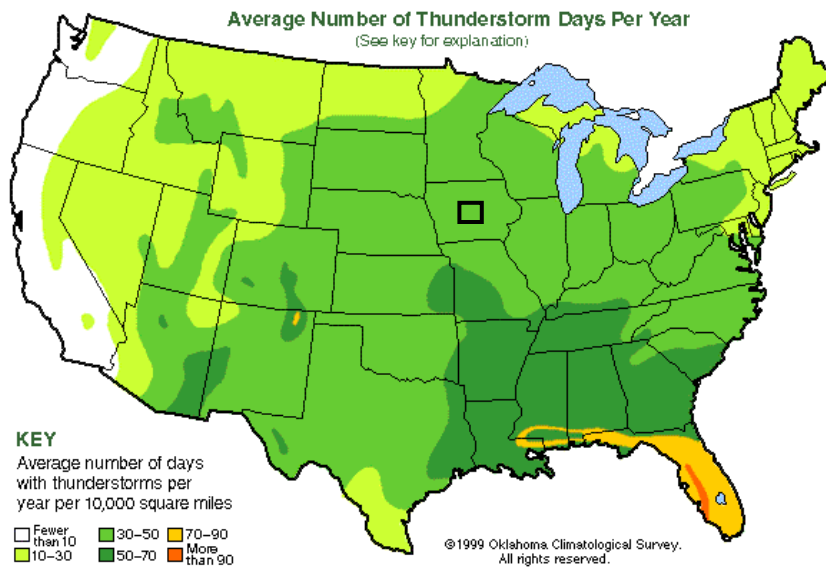 Average Number of Thunderstorm Days Per Year
(See key for explanation)
KEY
Average number of days
with thunderstorms per
year per 10,000 square miles
Fewer
than 10
30–50
70–90
10–30
50–70
More
than 90
©1999 Oklahoma Climatological Survey.
All rights reserved.